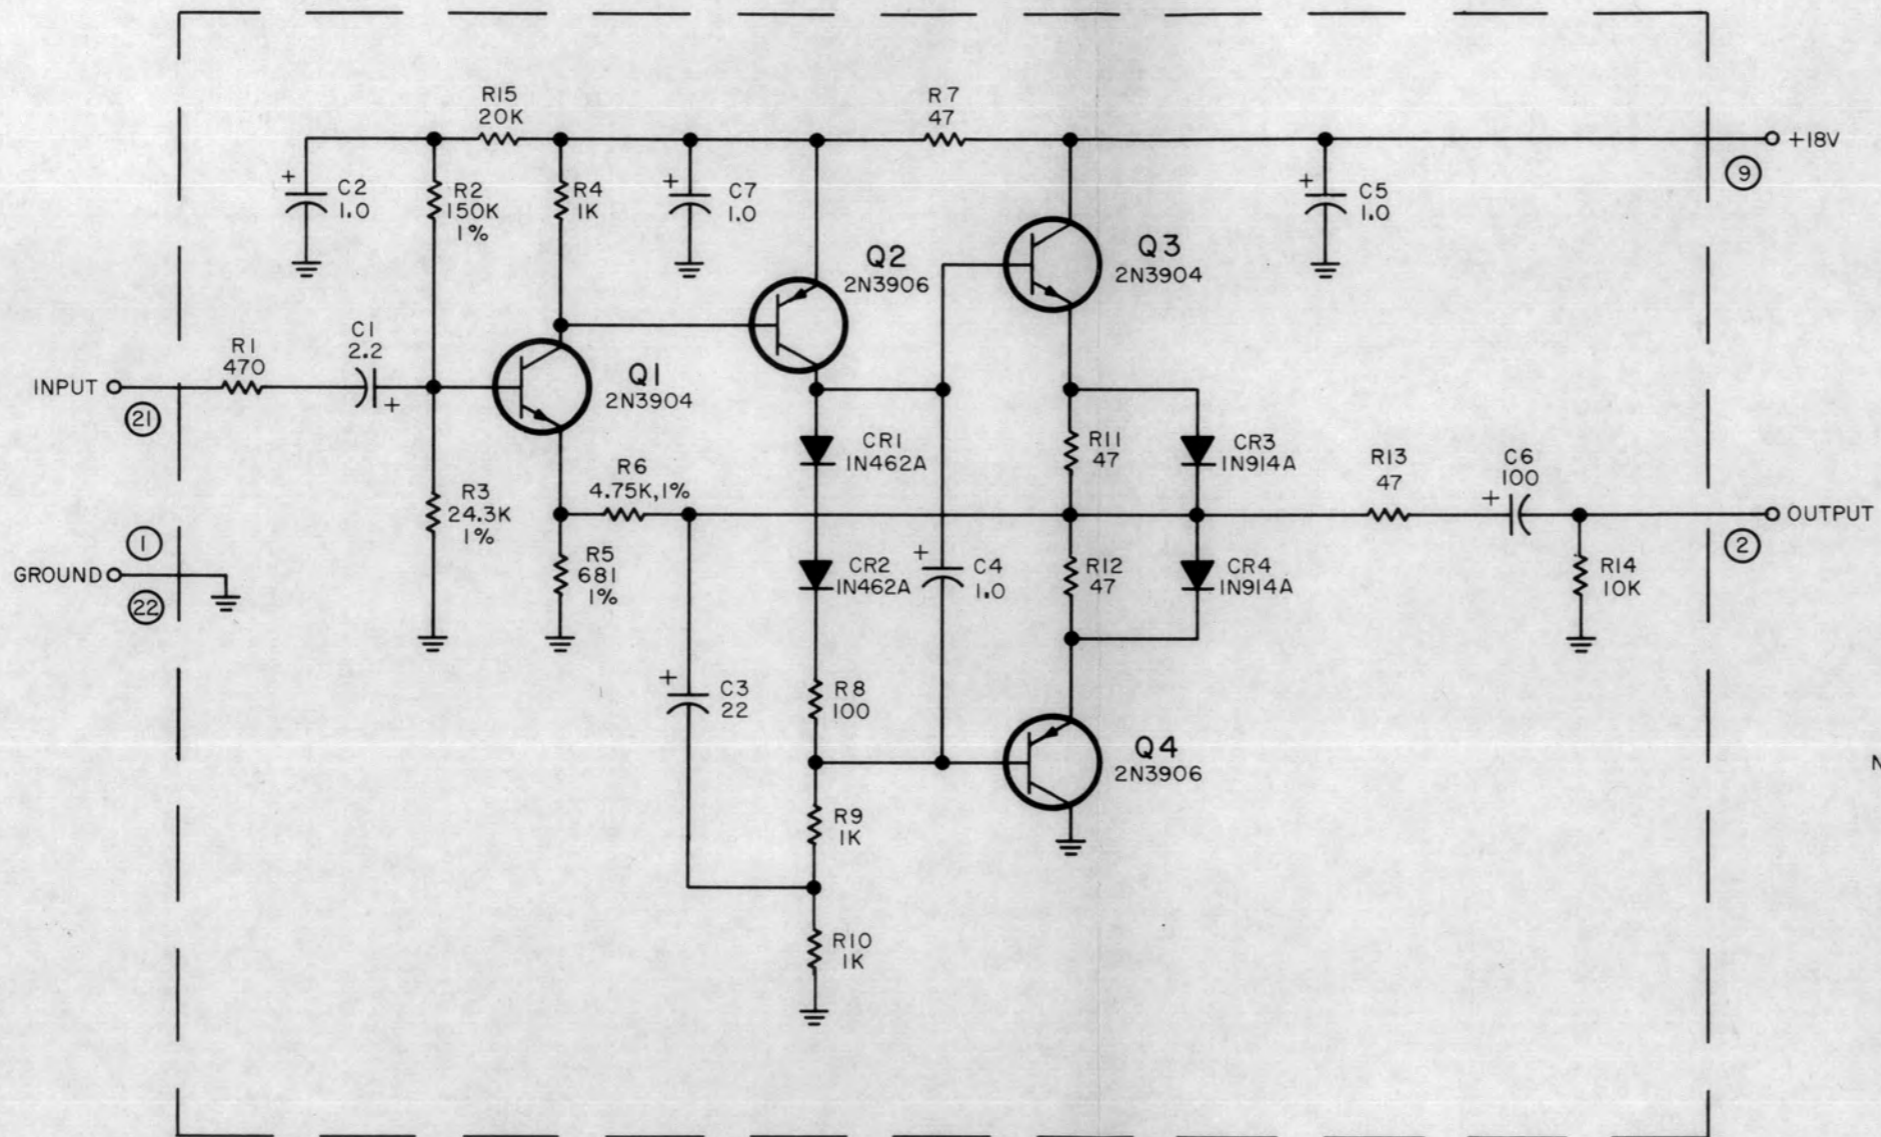 R15
20K
R7
47
+18V
9
+
C2
1.0
R2
150K
1%
R4
1K
+
C7
1.0
+
C5
1.0
Q2
2N3906
Q3
2N3904
INPUT
21
R1
470
C1
2.2
+
Q1
2N3904
CR1
1N462A
R11
47
CR3
1N914A
R13
47
C6
100
+
R6
4.75K,1%
R3
24.3K
1%
OUTPUT
2
1
GROUND
22
R5
681
1%
CR2
1N462A
+
C4
1.0
R12
47
CR4
1N914A
R14
10K
+
C3
22
R8
100
Q4
2N3906
N
R9
1K
R10
1K